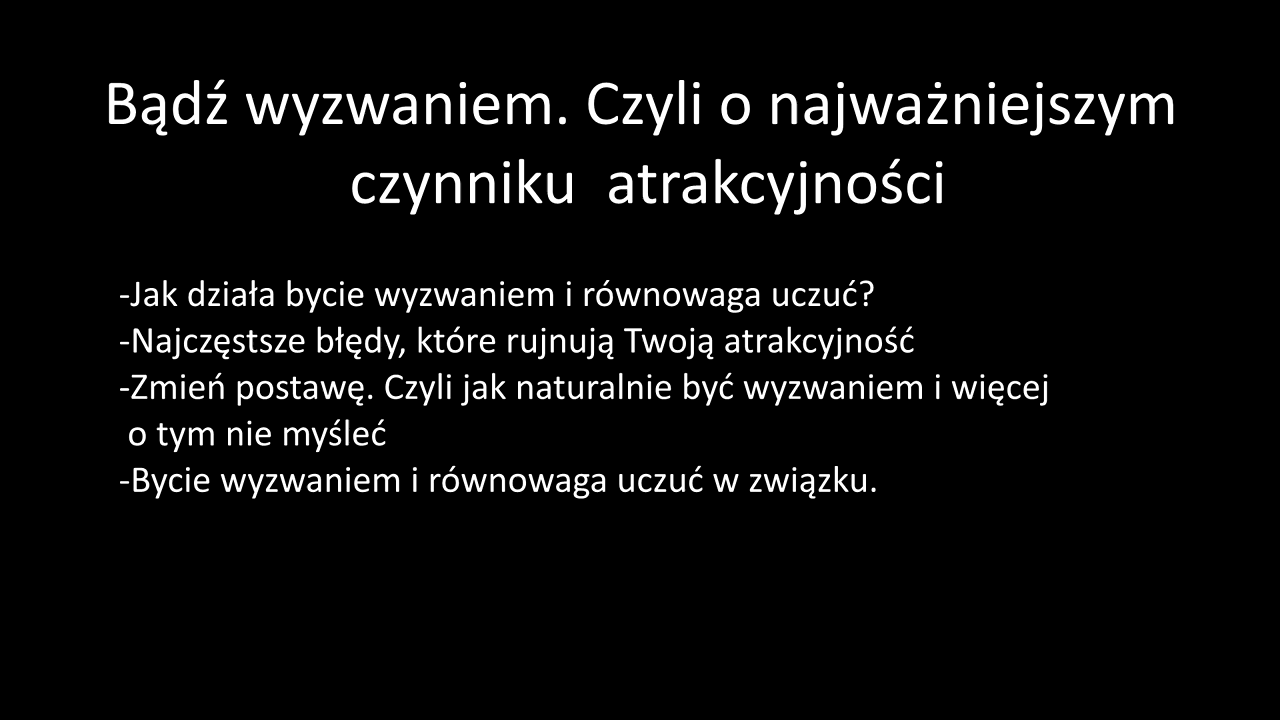 Bądź wyzwaniem. Czyli o najważniejszym
czynniku  atrakcyjności
-Jak działa bycie wyzwaniem i równowaga uczuć?
-Najczęstsze błędy, które rujnują Twoją atrakcyjność
-Zmień postawę. Czyli jak naturalnie być wyzwaniem i więcej
o tym nie myśleć
-Bycie wyzwaniem i równowaga uczuć w związku.